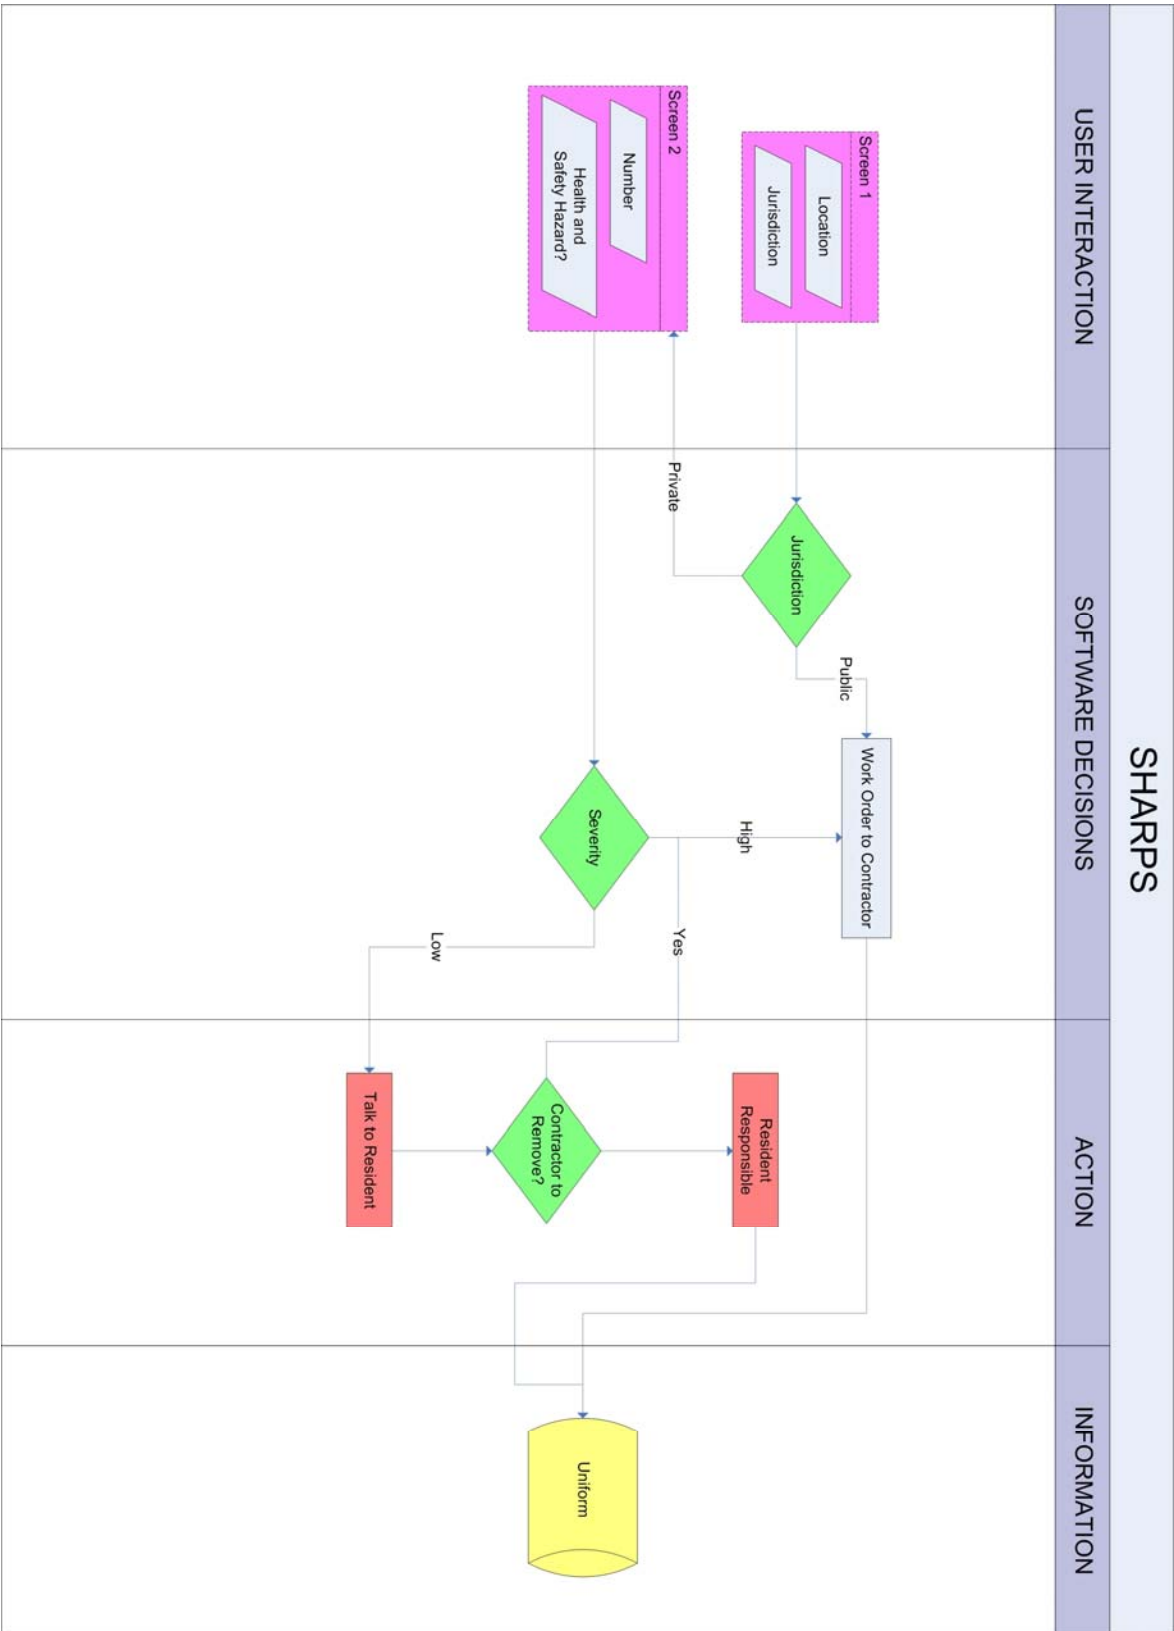 SHARPS
USER INTERACTION
SOFTWARE DECISIONS
ACTION
INFORMATION
Screen 1
Location
Jurisdiction
Jurisdiction
Public
Work Order to Contractor
Private
Screen 2
Number
Health and
Safety Hazard?
Severity
High
Yes
Low
Resident
Responsible
Contractor to
Remove?
Talk to Resident
Uniform